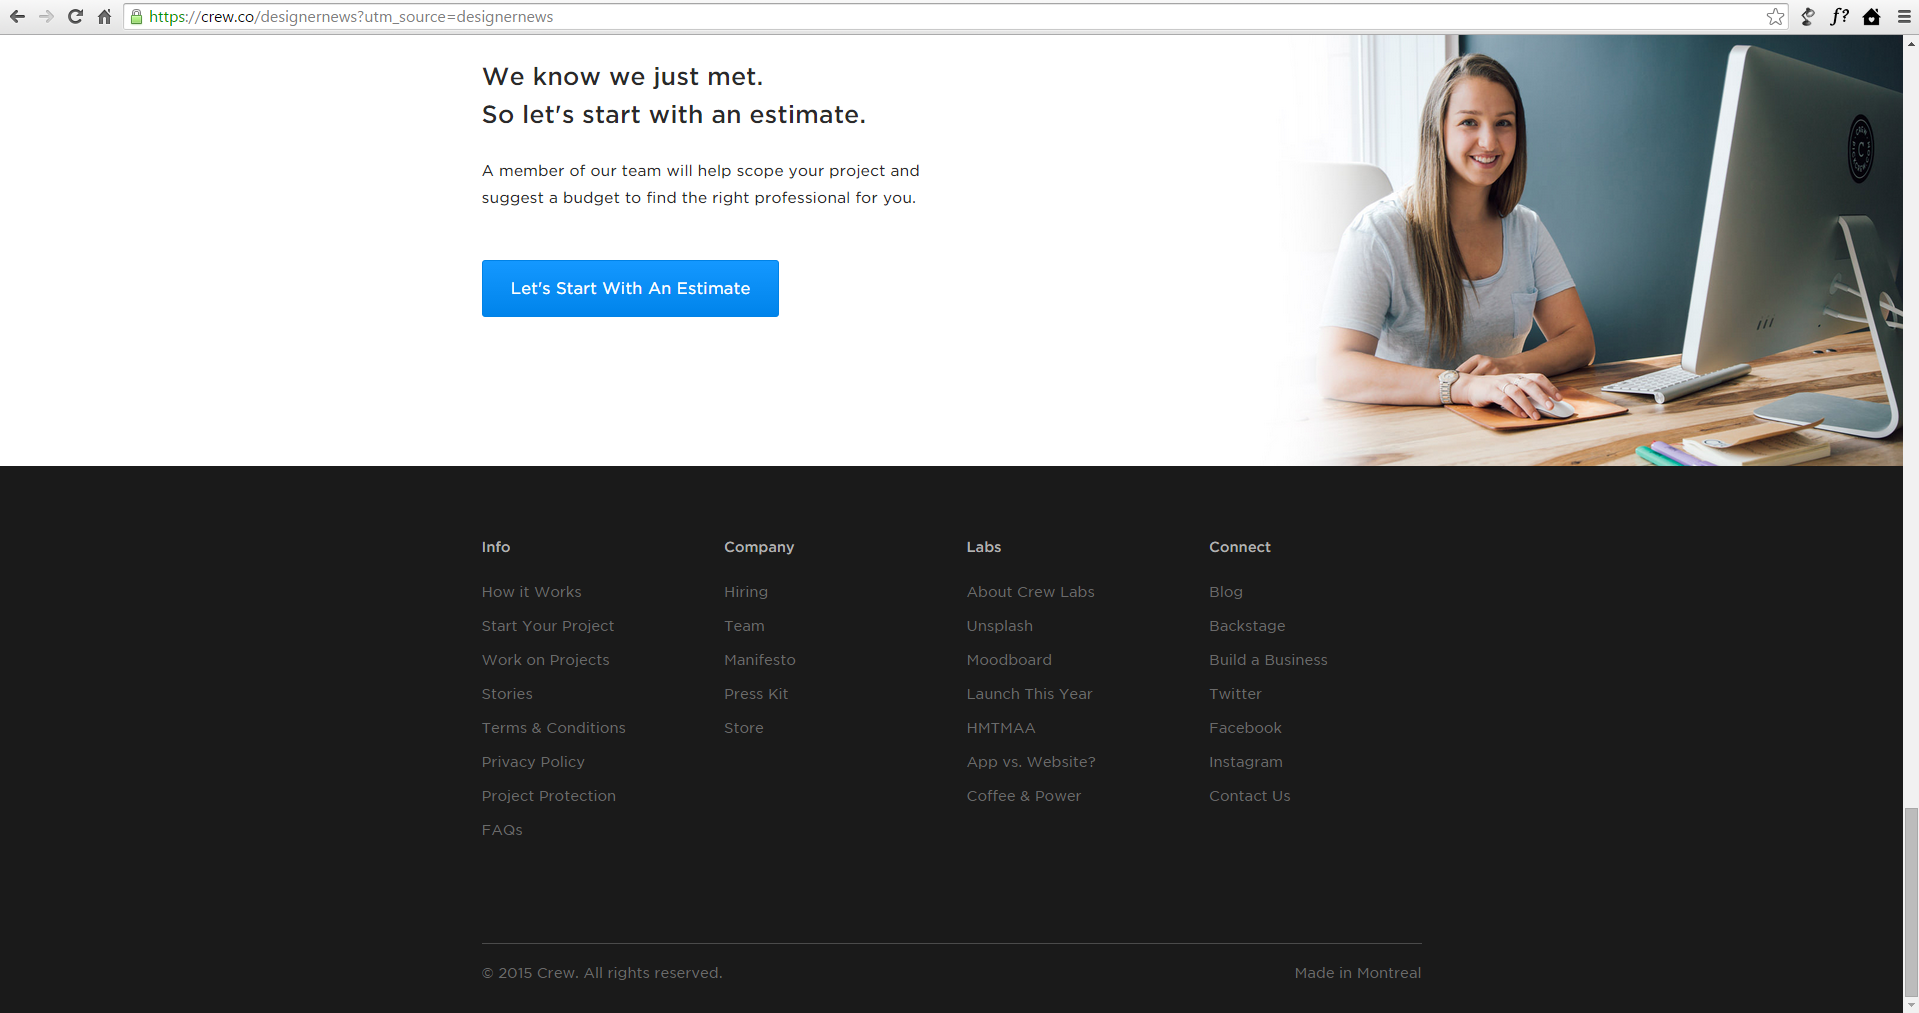 https://crew.co/designernews?utm_source=designernews
f?
We know we just met.
So let's start with an estimate.
A member of our team will help scope your project and
suggest a budget to find the right professional for you.
Let's Start With An Estimate
CREW
C
Info
How it Works
Start Your Project
Work on Projects
Stories
Terms & Conditions
Privacy Policy
Project Protection
FAQs
Company
Hiring
Team
Manifesto
Press Kit
Store
Labs
About Crew Labs
Unsplash
Moodboard
Launch This Year
HMTMAA
App vs. Website?
Coffee & Power
Connect
Blog
Backstage
Build a Business
Twitter
Facebook
Instagram
Contact Us
© 2015 Crew. All rights reserved.
Made in Montreal